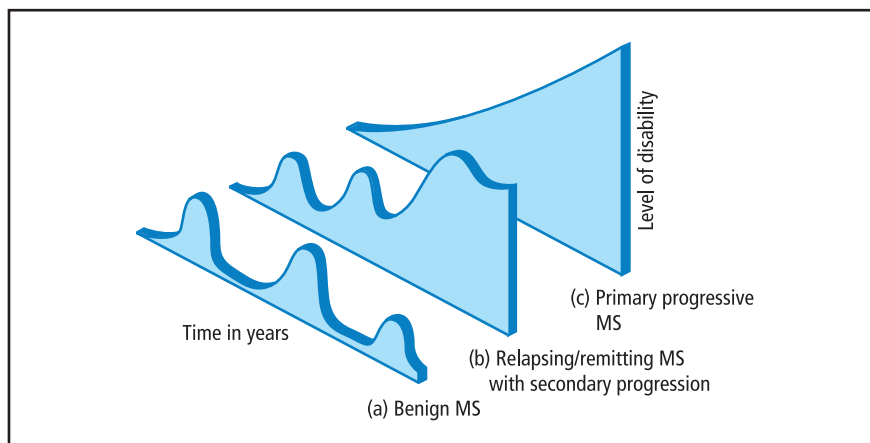 Level of disability
(c) Primary progressive
MS
Time in years
(b) Relapsing/remitting MS
with secondary progression
(a) Benign MS